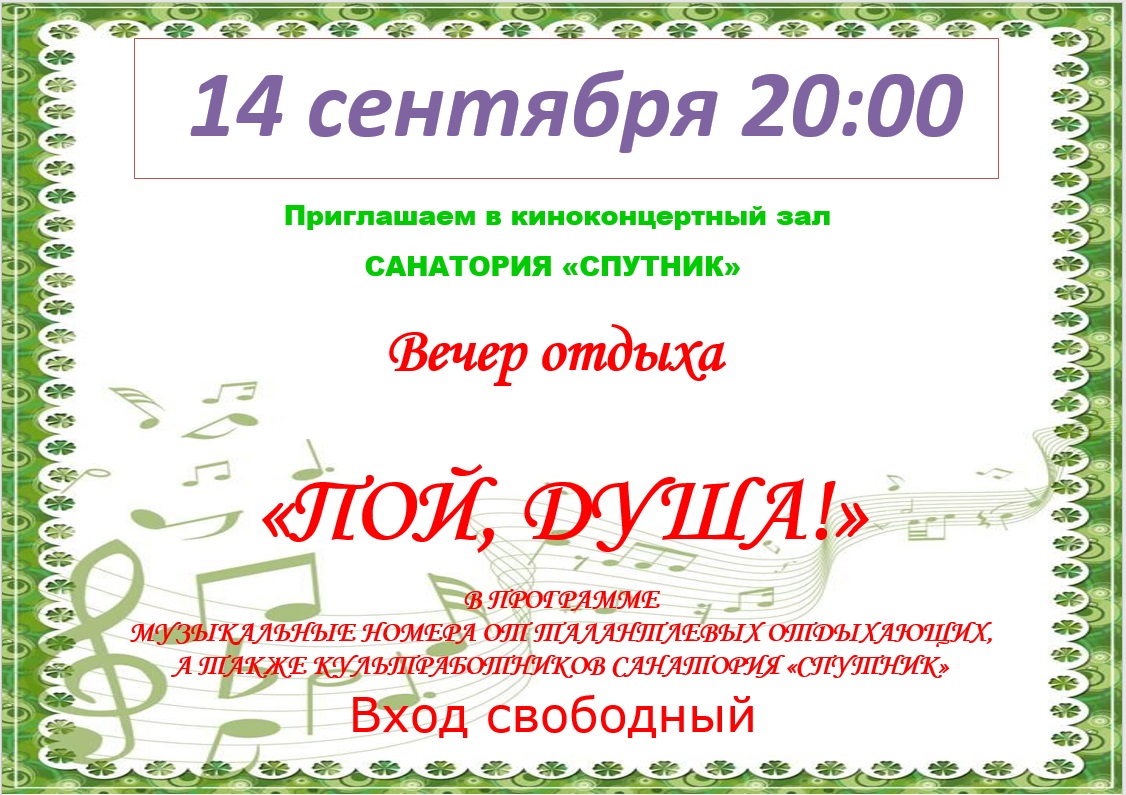 14 сентября 20:00
Приглашаем в киноконцертный зал
САНАТОРИЯ «СПУТНИК»
Вечер отдыха
«ПОЙ, ДУША!»
В ПРОГРАММЕ
МУЗЫКАЛЬНЫЕ НОМЕРА ОТ ТАЛАНТЛЕВЫХ ОТДЫХАЮЩИХ,
А ТАКЖЕ КУЛЬТРАБОТНИКОВ САНАТОРИЯ «СПУТНИК»
Вход свободный